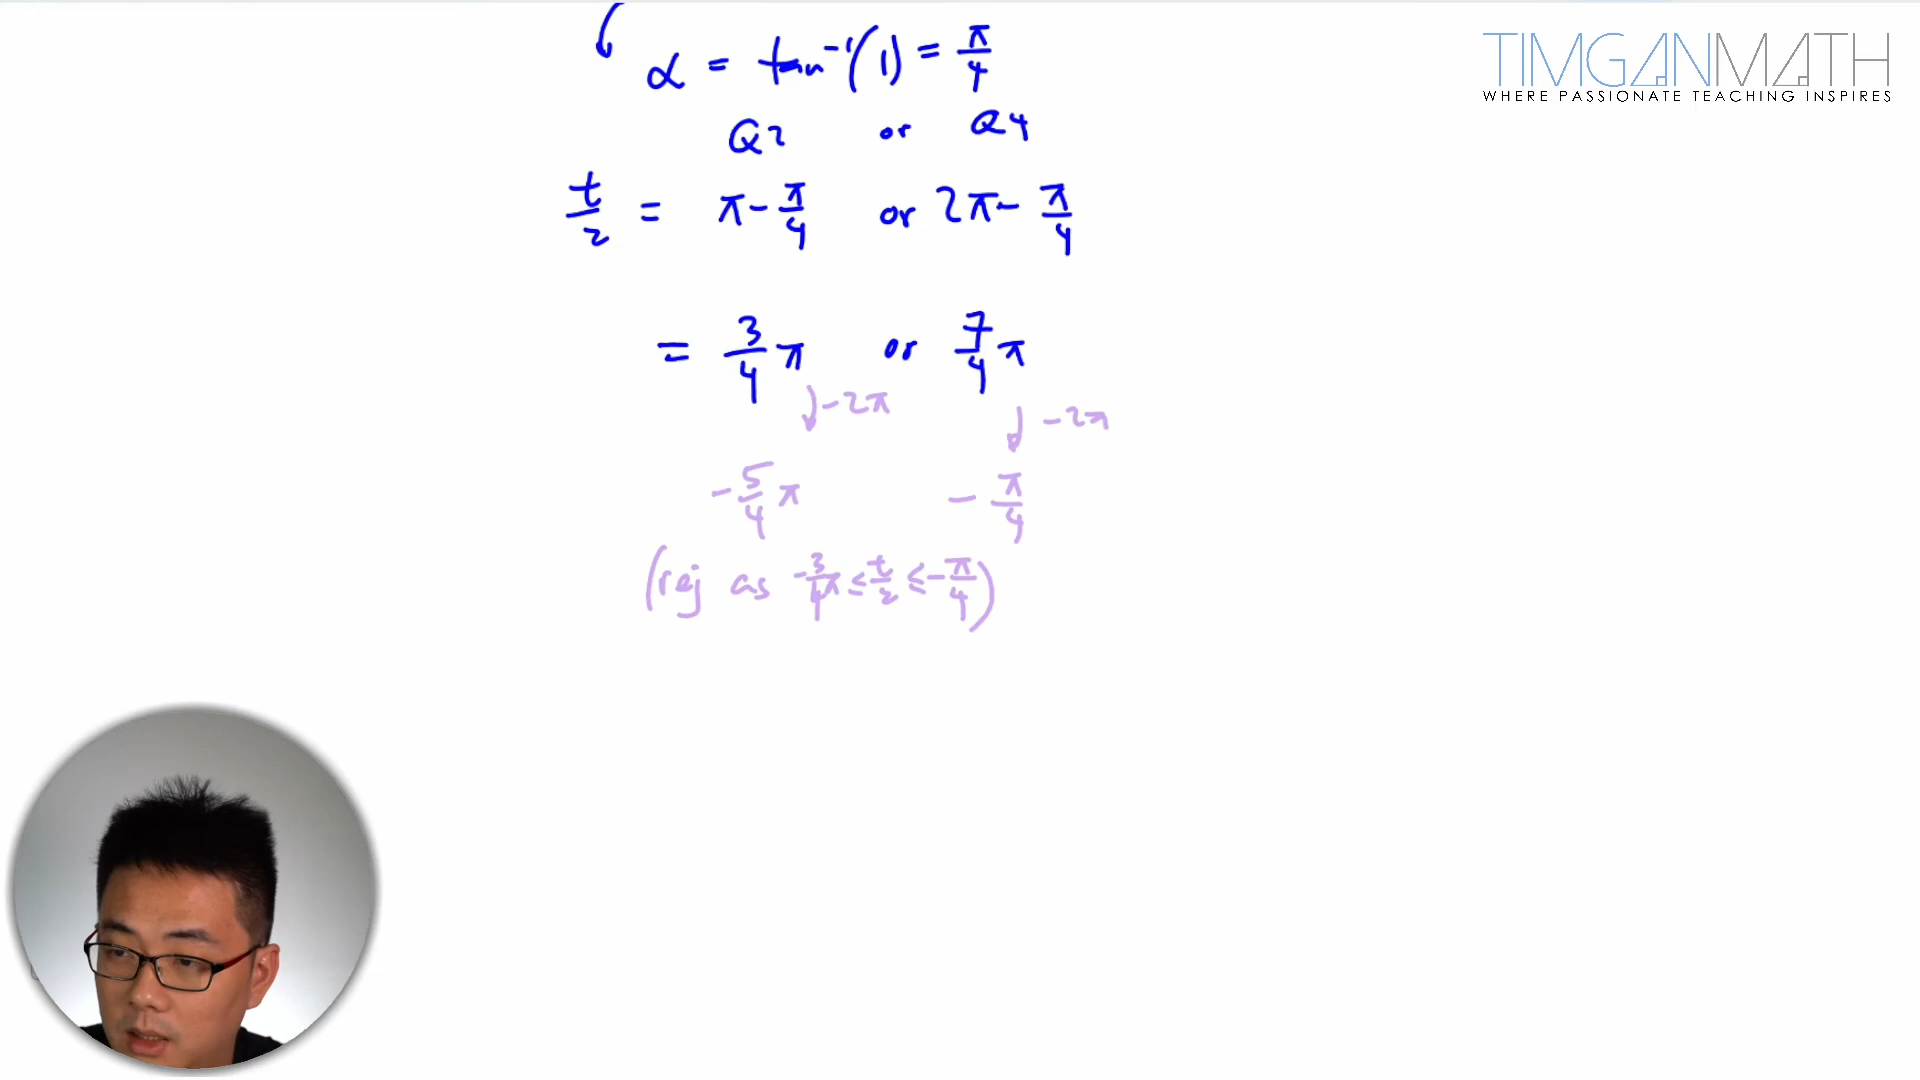 TIMGANMATH
WHERE PASSIONATE TEACHING INSPIRES
α = tan⁻¹(1) = π/4
Q2 or Q4
t/2 = π - π/4 or 2π - π/4
= 3/4 π or 7/4 π
-2π -2π
-5/4 π -π/4
(rej as -3/4 π ≤ t/2 ≤ -π/4)